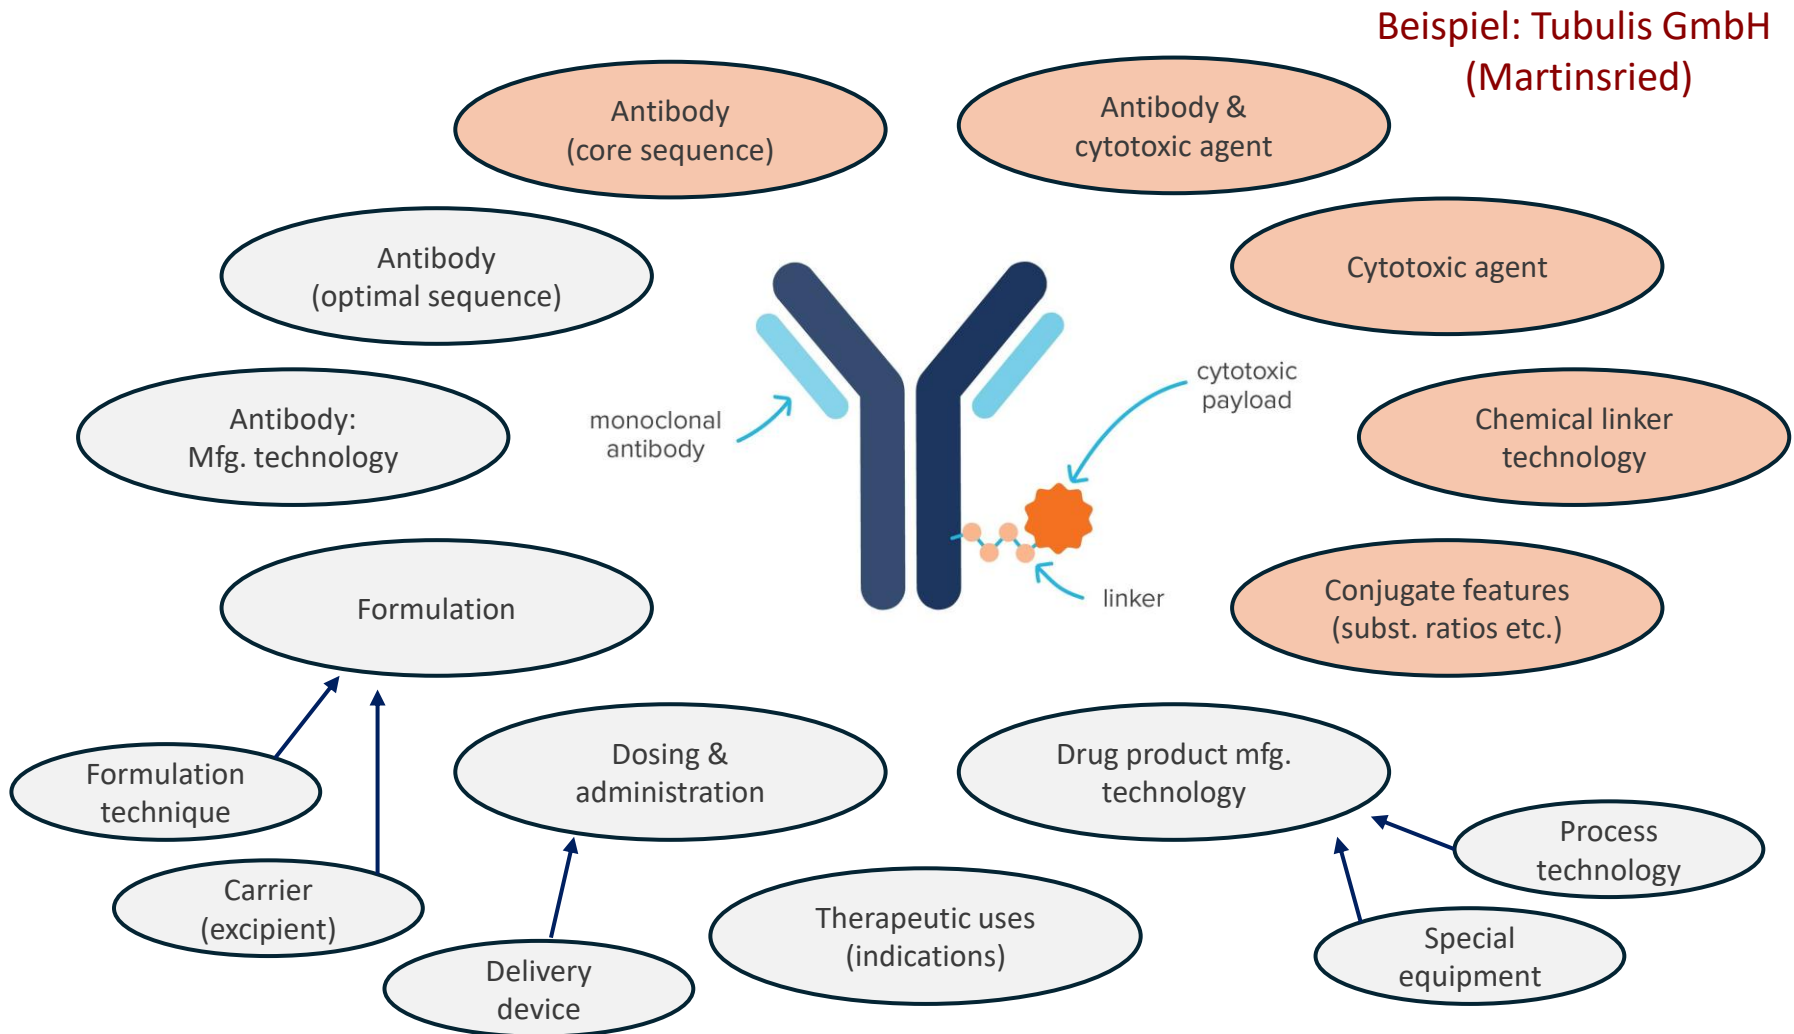 Beispiel: Tubulis GmbH
(Martinsried)
Antibody
(core sequence)
Antibody &
cytotoxic agent
Antibody
(optimal sequence)
Cytotoxic agent
Antibody:
Mfg. technology
monoclonal
antibody
cytotoxic
payload
Chemical linker
technology
linker
Formulation
Conjugate features
(subst. ratios etc.)
Formulation
technique
Dosing &
administration
Drug product mfg.
technology
Process
technology
Carrier
(excipient)
Therapeutic uses
(indications)
Special
equipment
Delivery
device